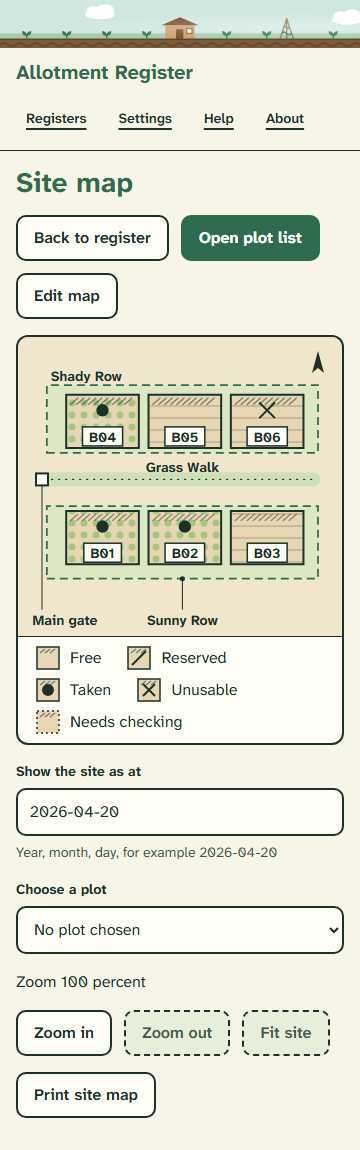 Allotment Register
Registers Settings Help About
Site map
Back to register Open plot list
Edit map
Shady Row
B04 B05 B06
Grass Walk
B01 B02 B03
Main gate Sunny Row
Free Reserved
Taken Unusable
Needs checking
Show the site as at
2026-04-20
Year, month, day, for example 2026-04-20
Choose a plot
No plot chosen
Zoom 100 percent
Zoom in Zoom out Fit site
Print site map